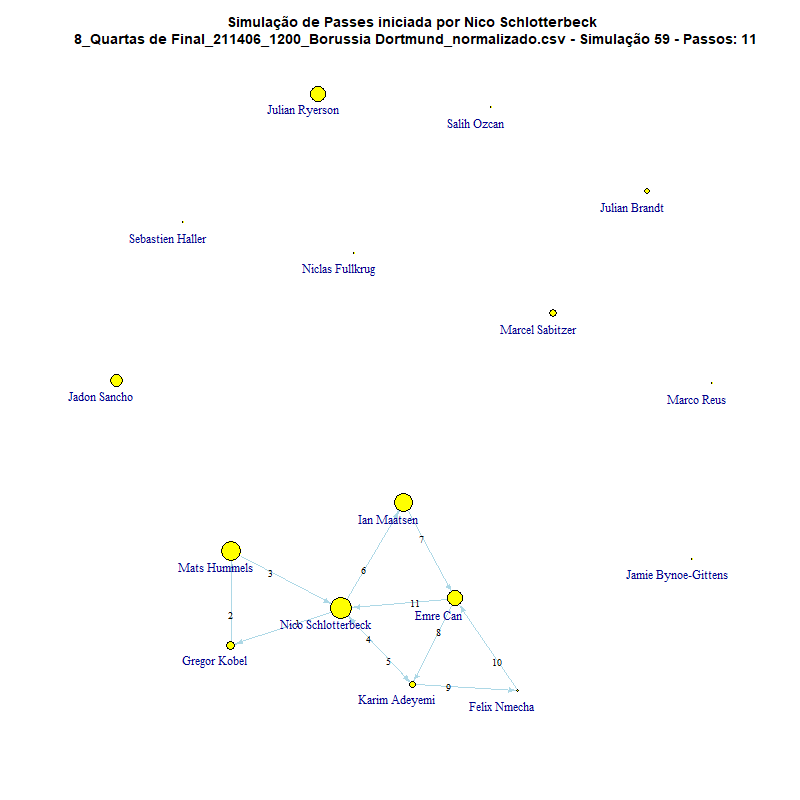 Simulação de Passes iniciada por Nico Schlotterbeck
8_Quartas de Final_211406_1200_Borussia Dortmund_normalizado.csv - Simulação 59 - Passos: 11
Julian Ryerson
Salih Ozcan
Julian Brandt
Sebastien Haller
Niclas Fullkrug
Marcel Sabitzer
Jadon Sancho
Marco Reus
Ian Maatsen
7
Mats Hummels
3
6
Jamie Bynoe-Gittens
11
2
Emre Can
Nico Schlotterbeck
8
4
Gregor Kobel
5
10
9
Karim Adeyemi
Felix Nmecha